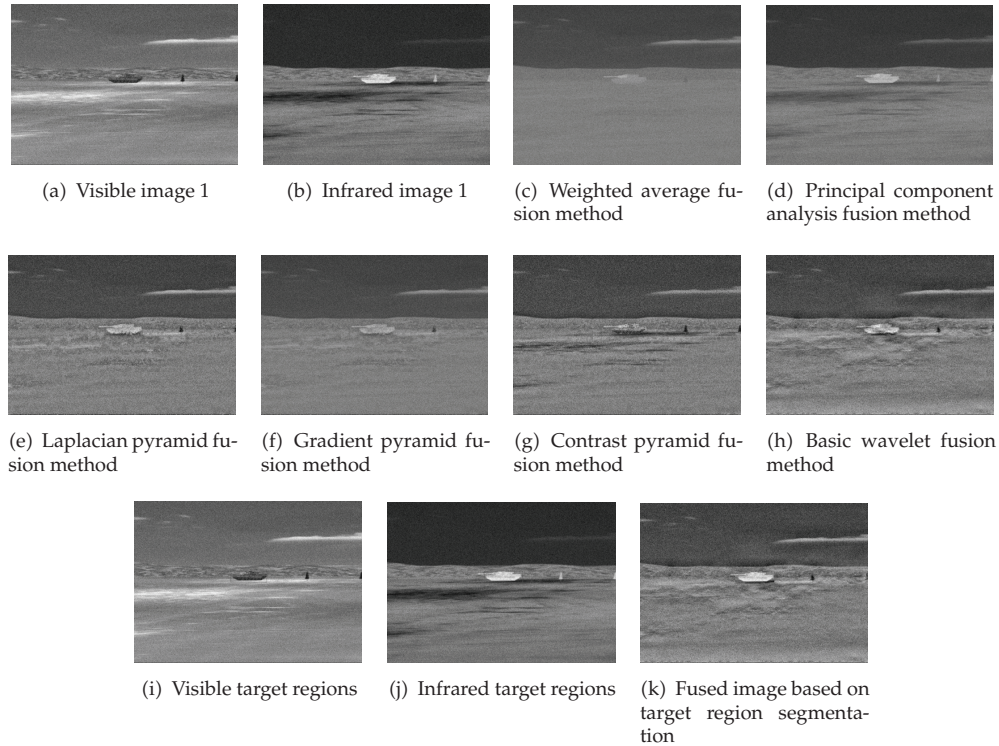 (a) Visible image 1
(b) Infrared image 1
(c) Weighted average fu-
sion method
(d) Principal component
analysis fusion method
(e) Laplacian pyramid fu-
sion method
(f) Gradient pyramid fu-
sion method
(g) Contrast pyramid fu-
sion method
(h) Basic wavelet fusion
method
(i) Visible target regions
(j) Infrared target regions
(k) Fused image based on
target region segmenta-
tion